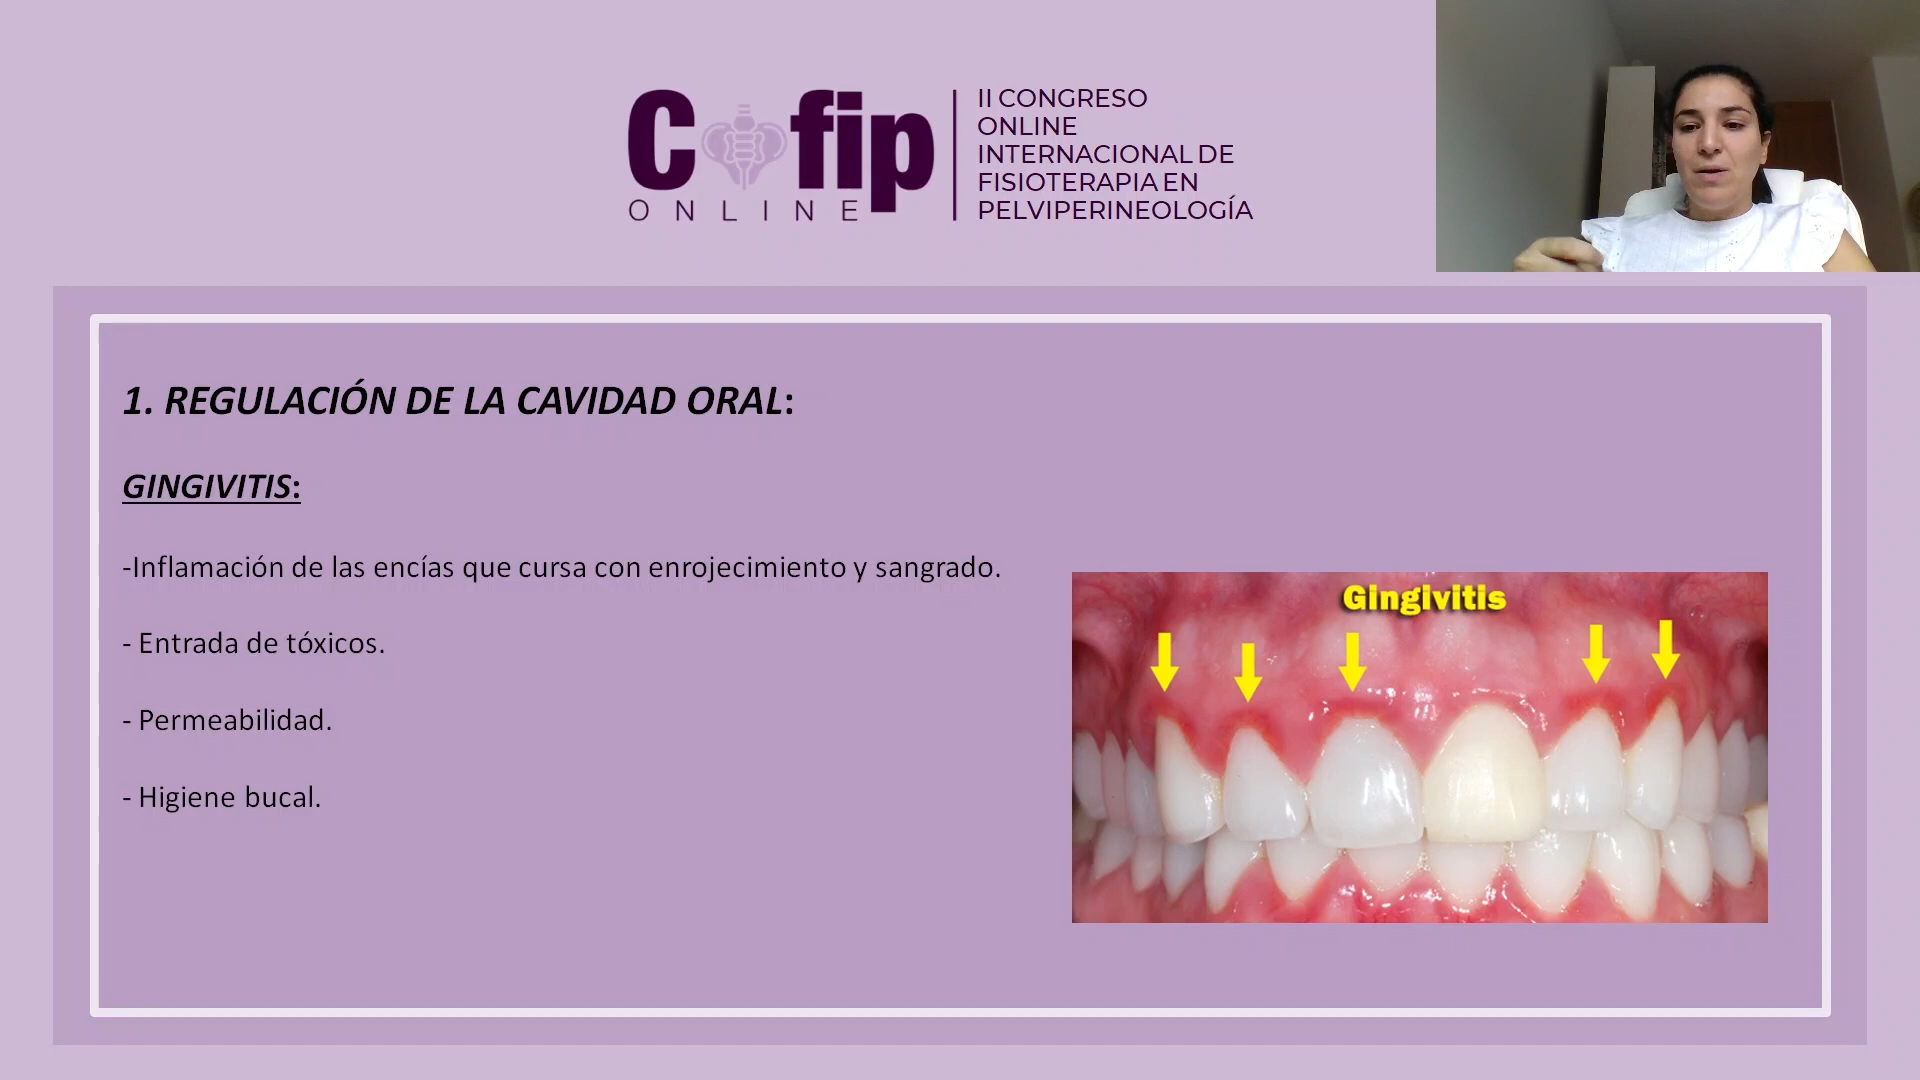 Cofip
ONLINE
II CONGRESO
ONLINE
INTERNACIONAL DE
FISIOTERAPIA EN
PELVIPERINEOLOGÍA
1. REGULACIÓN DE LA CAVIDAD ORAL:
GINGIVITIS:
-Inflamación de las encías que cursa con enrojecimiento y sangrado.
- Entrada de tóxicos.
- Permeabilidad.
- Higiene bucal.
Gingivitis